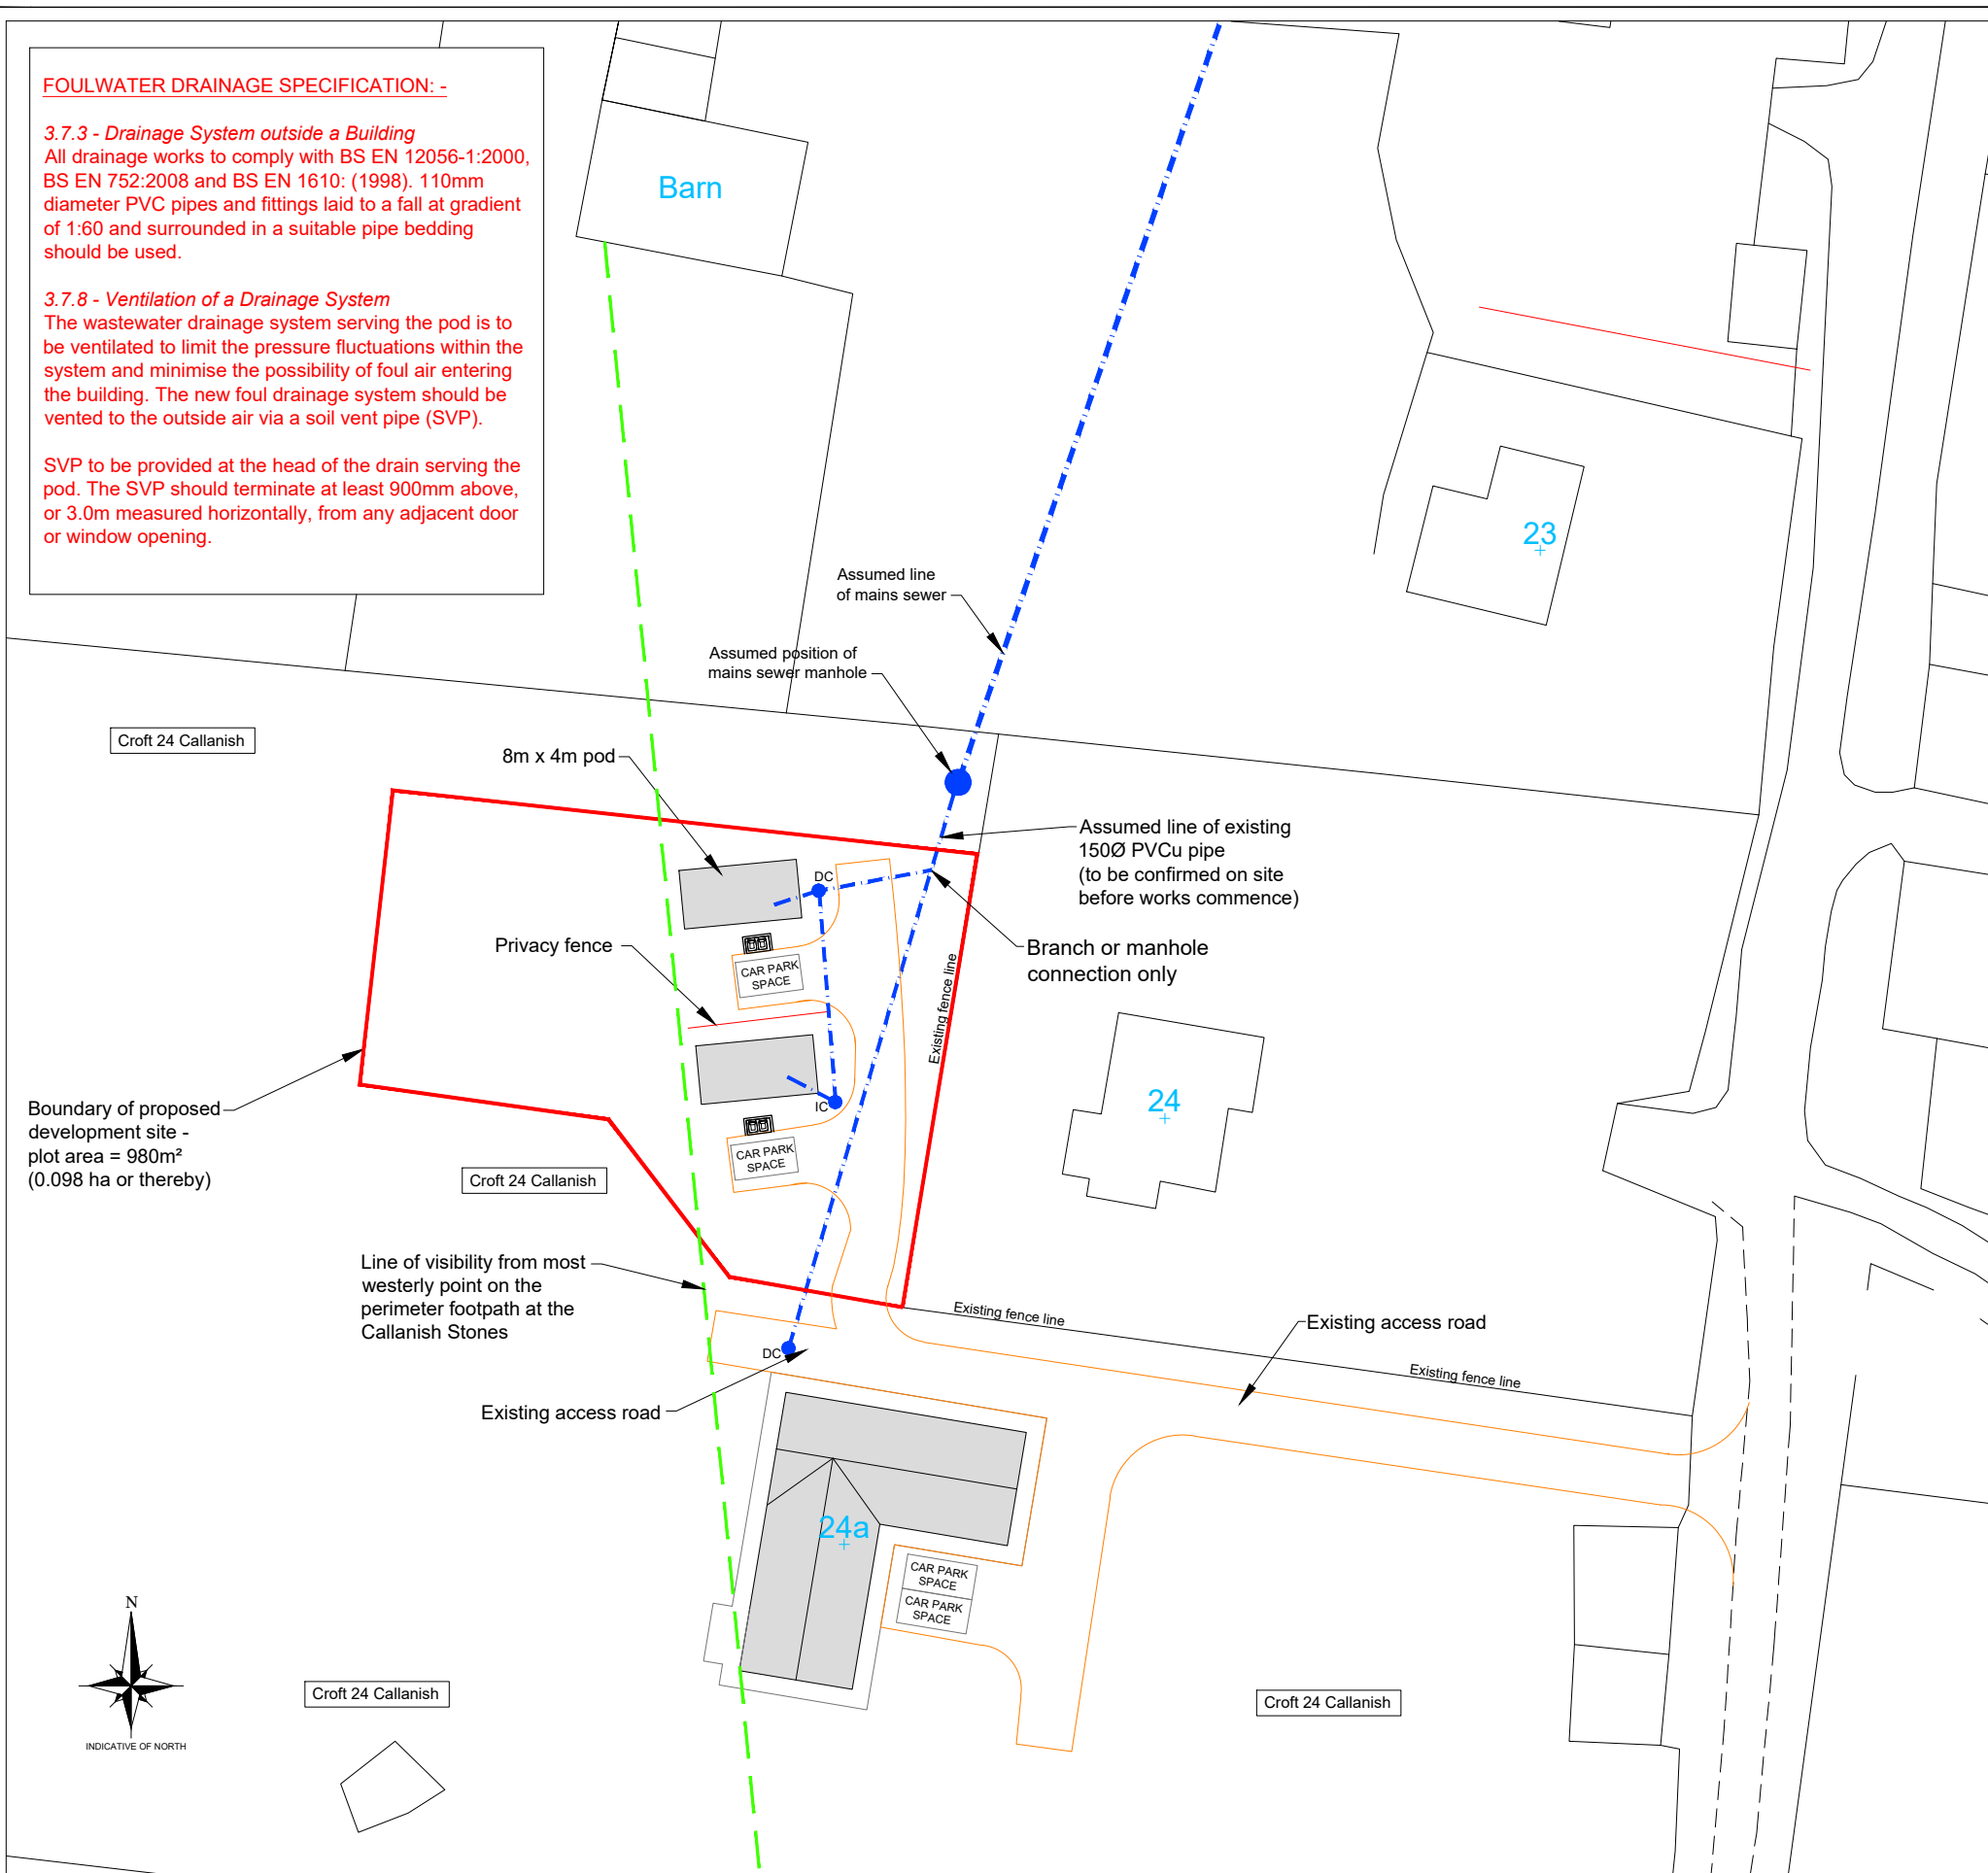 FOULWATER DRAINAGE SPECIFICATION: -
3.7.3 - Drainage System outside a Building
All drainage works to comply with BS EN 12056-1:2000,
BS EN 752:2008 and BS EN 1610: (1998). 110mm
diameter PVC pipes and fittings laid to a fall at gradient
of 1:60 and surrounded in a suitable pipe bedding
should be used.
3.7.8 - Ventilation of a Drainage System
The wastewater drainage system serving the pod is to
be ventilated to limit the pressure fluctuations within the
system and minimise the possibility of foul air entering
the building. The new foul drainage system should be
vented to the outside air via a soil vent pipe (SVP).
SVP to be provided at the head of the drain serving the
pod. The SVP should terminate at least 900mm above,
or 3.0m measured horizontally, from any adjacent door
or window opening.
Barn
23
Assumed line
of mains sewer
Assumed position of
mains sewer manhole
Croft 24 Callanish
8m x 4m pod
Assumed line of existing
150Ø PVCu pipe
(to be confirmed on site
before works commence)
DC
Privacy fence
CAR PARK
SPACE
Branch or manhole
connection only
Existing fence line
24
IC
Boundary of proposed
development site -
plot area = 980m²
(0.098 ha or thereby)
CAR PARK
SPACE
Croft 24 Callanish
Line of visibility from most
westerly point on the
perimeter footpath at the
Callanish Stones
Existing fence line
Existing access road
DC
Existing fence line
Existing access road
24a
CAR PARK
SPACE
CAR PARK
SPACE
N
INDICATIVE OF NORTH
Croft 24 Callanish
Croft 24 Callanish